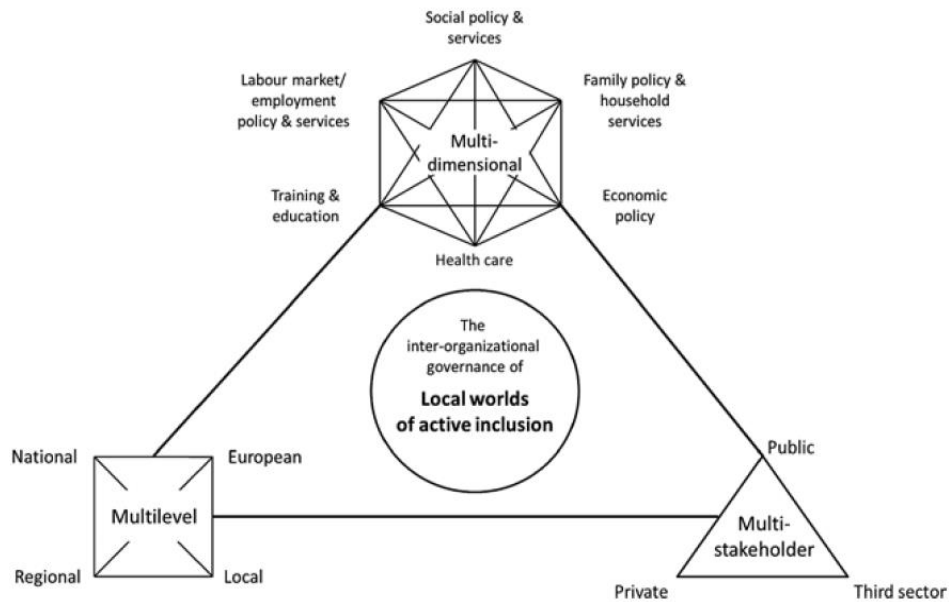 Social policy &
services
Labour market/
employment
policy & services
Family policy &
household
services
Multi-
dimensional
Training &
education
Economic
policy
Health care
The
inter-organizational
governance of
Local worlds
of active inclusion
National
European
Multilevel
Regional
Local
Public
Multi-
stakeholder
Private
Third sector